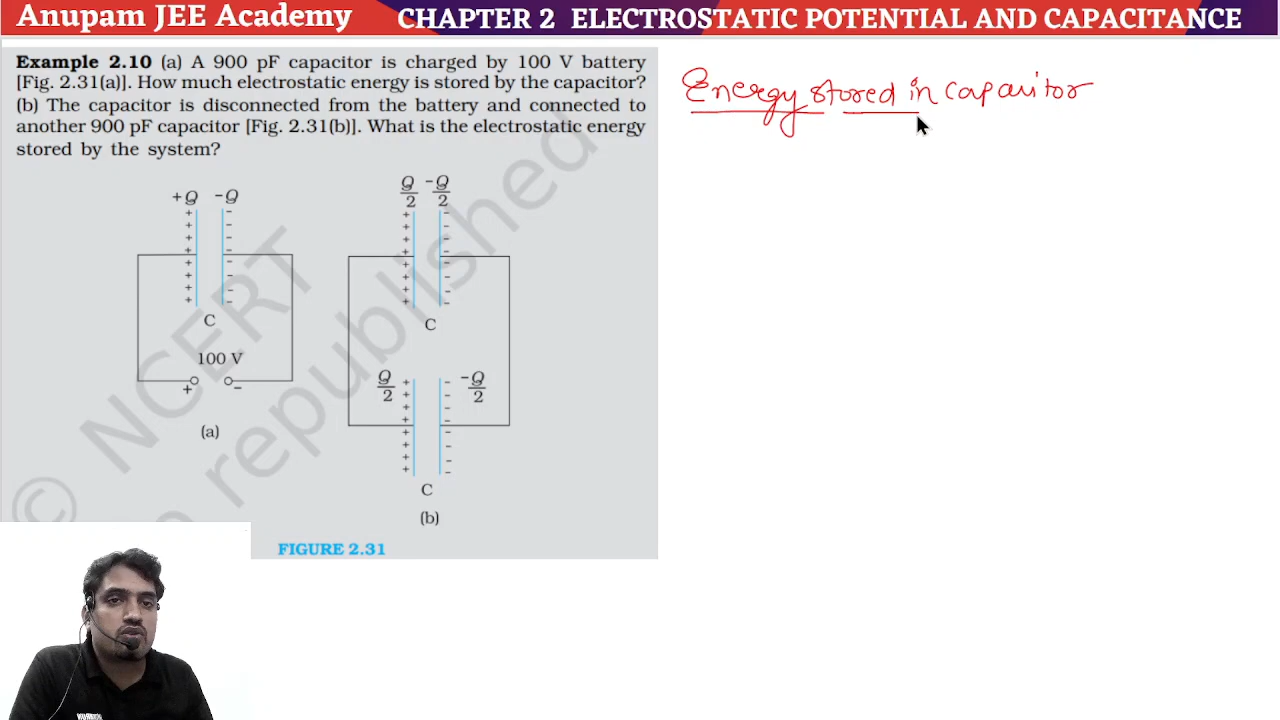 Anupam JEE Academy
CHAPTER 2 ELECTROSTATIC POTENTIAL AND CAPACITANCE
Example 2.10 (a) A 900 pF capacitor is charged by 100 V battery
[Fig. 2.31(a)]. How much electrostatic energy is stored by the capacitor?
(b) The capacitor is disconnected from the battery and connected to
another 900 pF capacitor [Fig. 2.31(b)]. What is the electrostatic energy
stored by the system?
Energy stored in capacitor
+Q -Q
Q/2 -Q/2
C
C
100 V
+ -
Q/2 -Q/2
(a)
C
(b)
FIGURE 2.31
© NCERT
republished